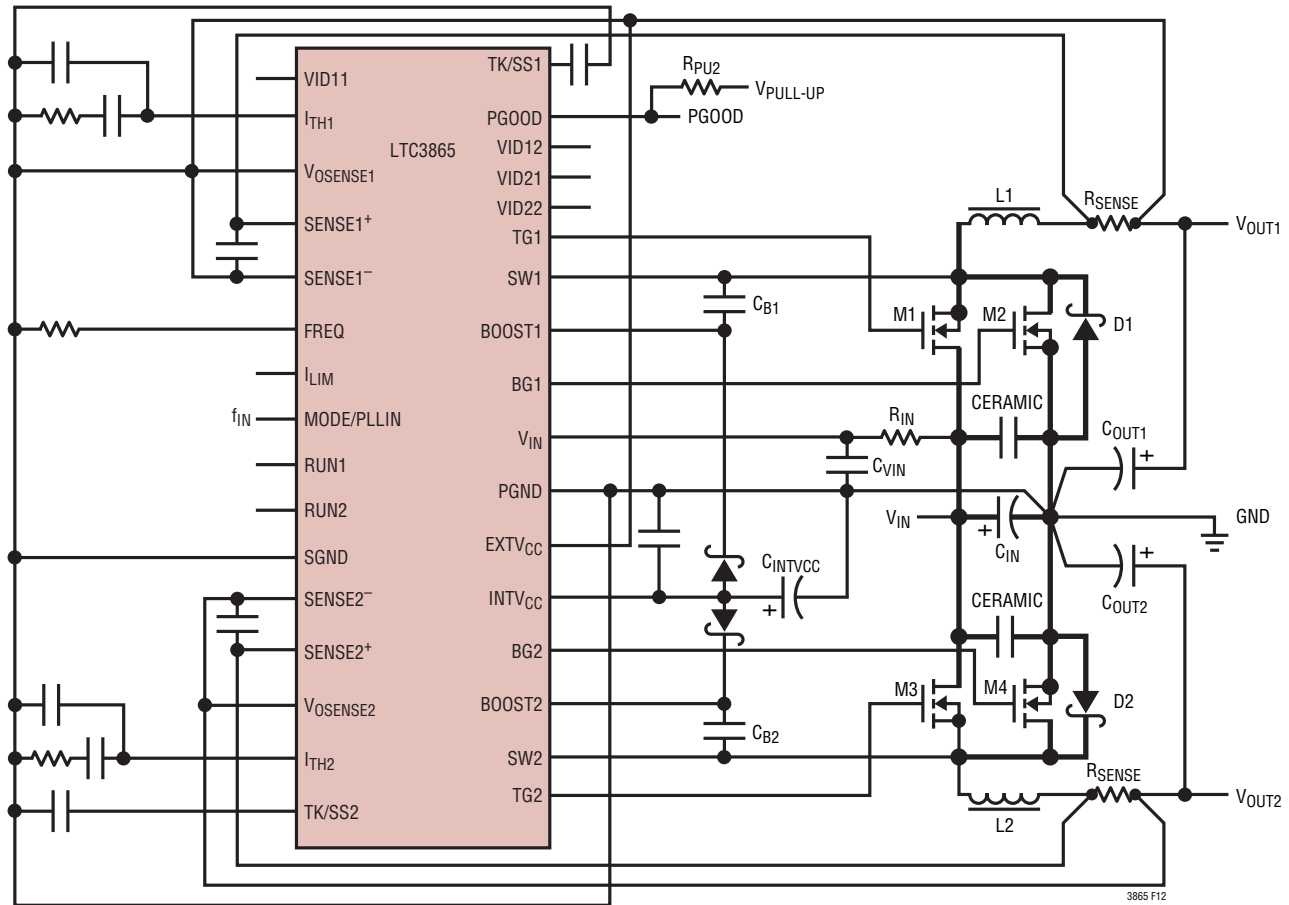 LTC3865
VID11
ITH1
VOSENSE1
SENSE1+
SENSE1–
FREQ
ILIM
fIN
MODE/PLLIN
RUN1
RUN2
SGND
SENSE2–
SENSE2+
VOSENSE2
ITH2
TK/SS2
TK/SS1
PGOOD
VID12
VID21
VID22
TG1
SW1
BOOST1
BG1
VIN
PGND
EXTVCC
INTVCC
BG2
BOOST2
SW2
TG2
RPU2
VPULL-UP
PGOOD
L1
RSENSE
VOUT1
CB1
M1
M2
D1
CERAMIC
RIN
CVIN
COUT1
+
VIN
+
CIN
GND
CINTVCC
+
+
COUT2
CERAMIC
M3
M4
D2
CB2
RSENSE
VOUT2
L2
3865 F12